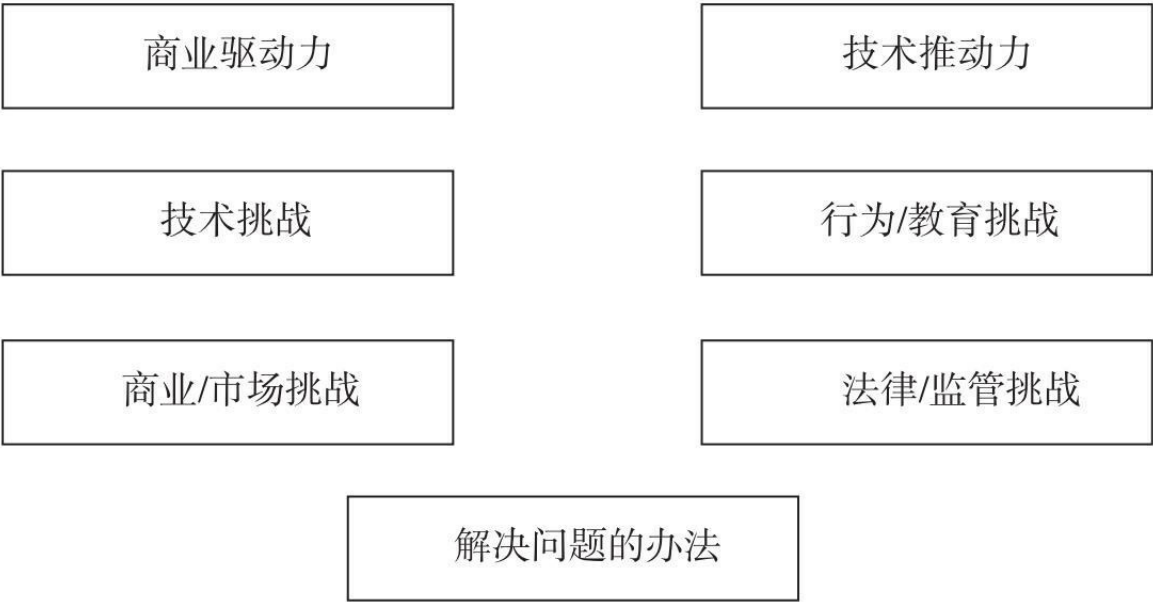 商业驱动力
技术推动力
技术挑战
行为/教育挑战
商业/市场挑战
法律/监管挑战
解决问题的办法